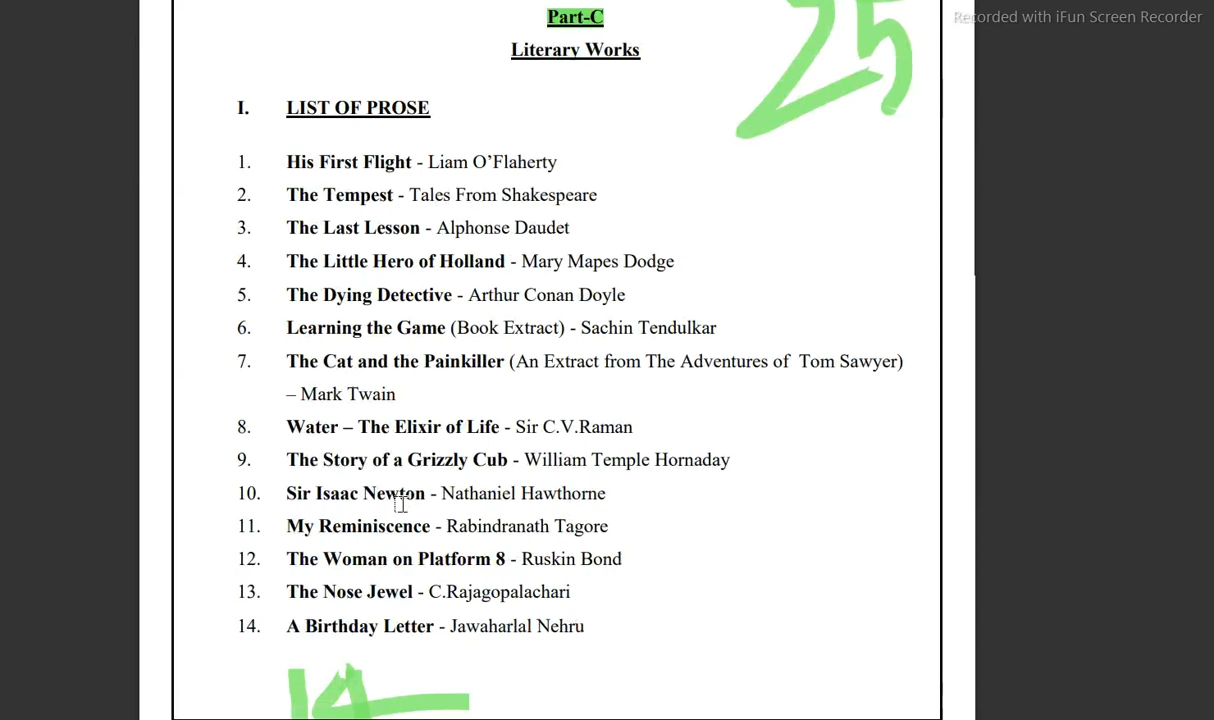 Part-C
25
Recorded with iFun Screen Recorder
Literary Works
I. LIST OF PROSE
1. His First Flight - Liam O’Flaherty
2. The Tempest - Tales From Shakespeare
3. The Last Lesson - Alphonse Daudet
4. The Little Hero of Holland - Mary Mapes Dodge
5. The Dying Detective - Arthur Conan Doyle
6. Learning the Game (Book Extract) - Sachin Tendulkar
7. The Cat and the Painkiller (An Extract from The Adventures of Tom Sawyer)
– Mark Twain
8. Water – The Elixir of Life - Sir C.V.Raman
9. The Story of a Grizzly Cub - William Temple Hornaday
10. Sir Isaac Newton - Nathaniel Hawthorne
11. My Reminiscence - Rabindranath Tagore
12. The Woman on Platform 8 - Ruskin Bond
13. The Nose Jewel - C.Rajagopalachari
14. A Birthday Letter - Jawaharlal Nehru